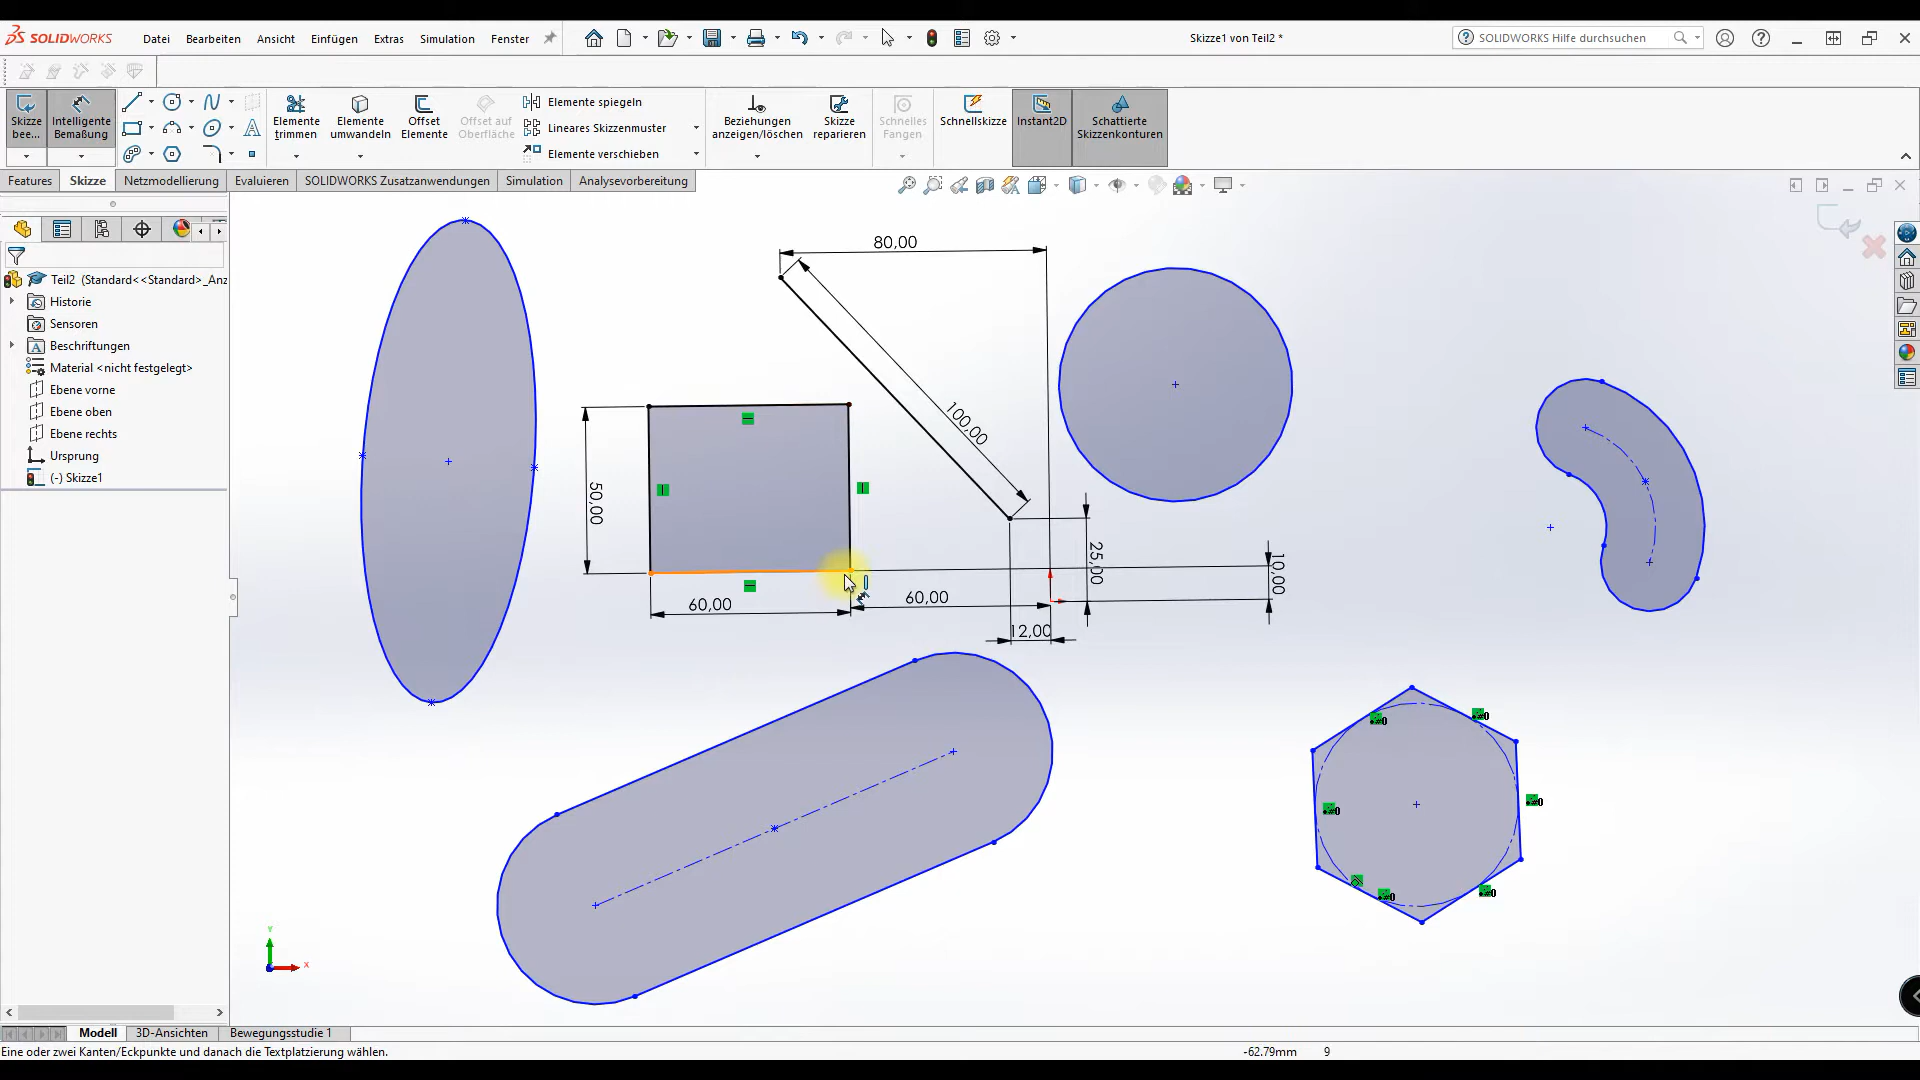 SOLIDWORKS Datei Bearbeiten Ansicht Einfügen Extras Simulation Fenster
Skizze1 von Teil2 *
SOLIDWORKS Hilfe durchsuchen
Skizze bee...
Intelligente Bemaßung
Elemente trimmen
Elemente umwandeln
Offset Elemente
Offset auf Oberfläche
Elemente spiegeln
Lineares Skizzenmuster
Elemente verschieben
Beziehungen anzeigen/löschen
Skizze reparieren
Schnelles Fangen
Schnellskizze
Instant2D
Schattierte Skizzenkonturen
Features Skizze Netzmodellierung Evaluieren SOLIDWORKS Zusatzanwendungen Simulation Analysevorbereitung
Teil2 (Standard<<Standard>_Anz
Historie
Sensoren
Beschriftungen
Material <nicht festgelegt>
Ebene vorne
Ebene oben
Ebene rechts
Ursprung
(-) Skizze1
80,00
100,00
50,00
60,00
60,00
25,00
10,00
12,00
Y
X
Modell 3D-Ansichten Bewegungsstudie 1
Eine oder zwei Kanten/Eckpunkte und danach die Textplatzierung wählen.
-62.79mm 9